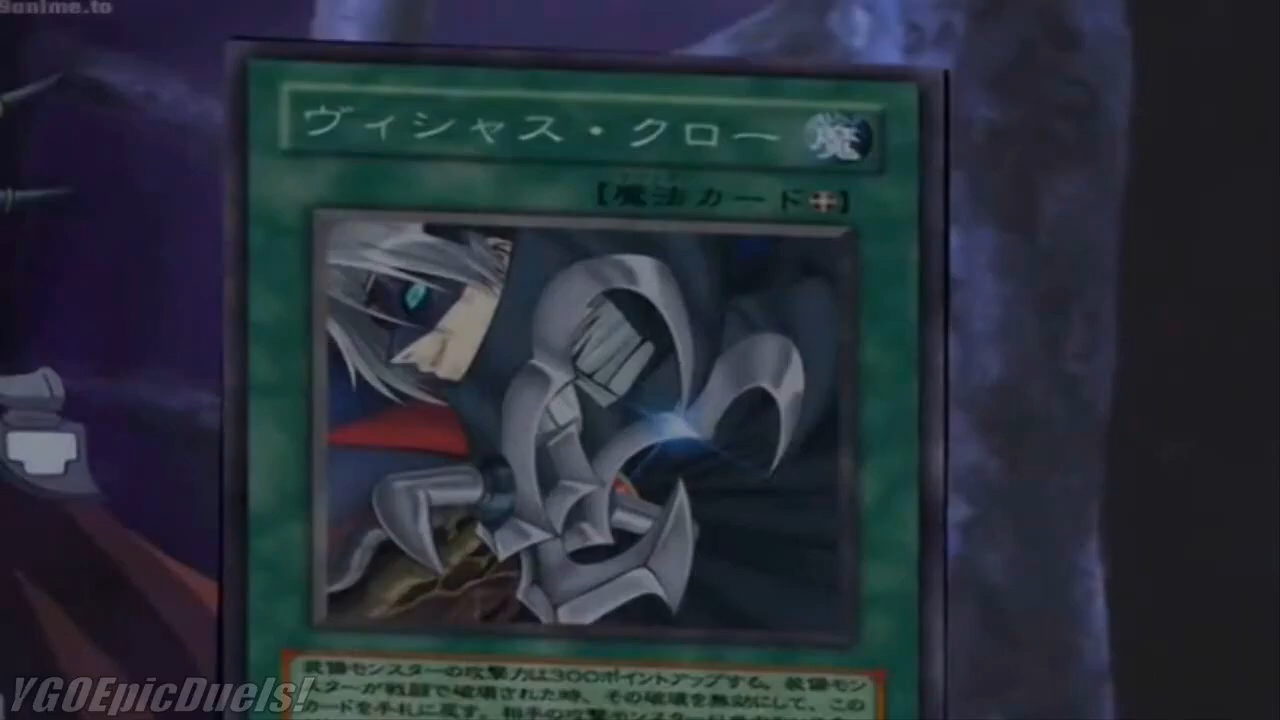 9anime.to
ヴィシャス・クロー 魔
【魔法カード】
装備モンスターの攻撃力は300ポイントアップする。装備モン
スターが戦闘で破壊された時、その破壊を無効にして、この
カードを手札に戻す。相手の攻撃モンスター
YGOEpicDuels!